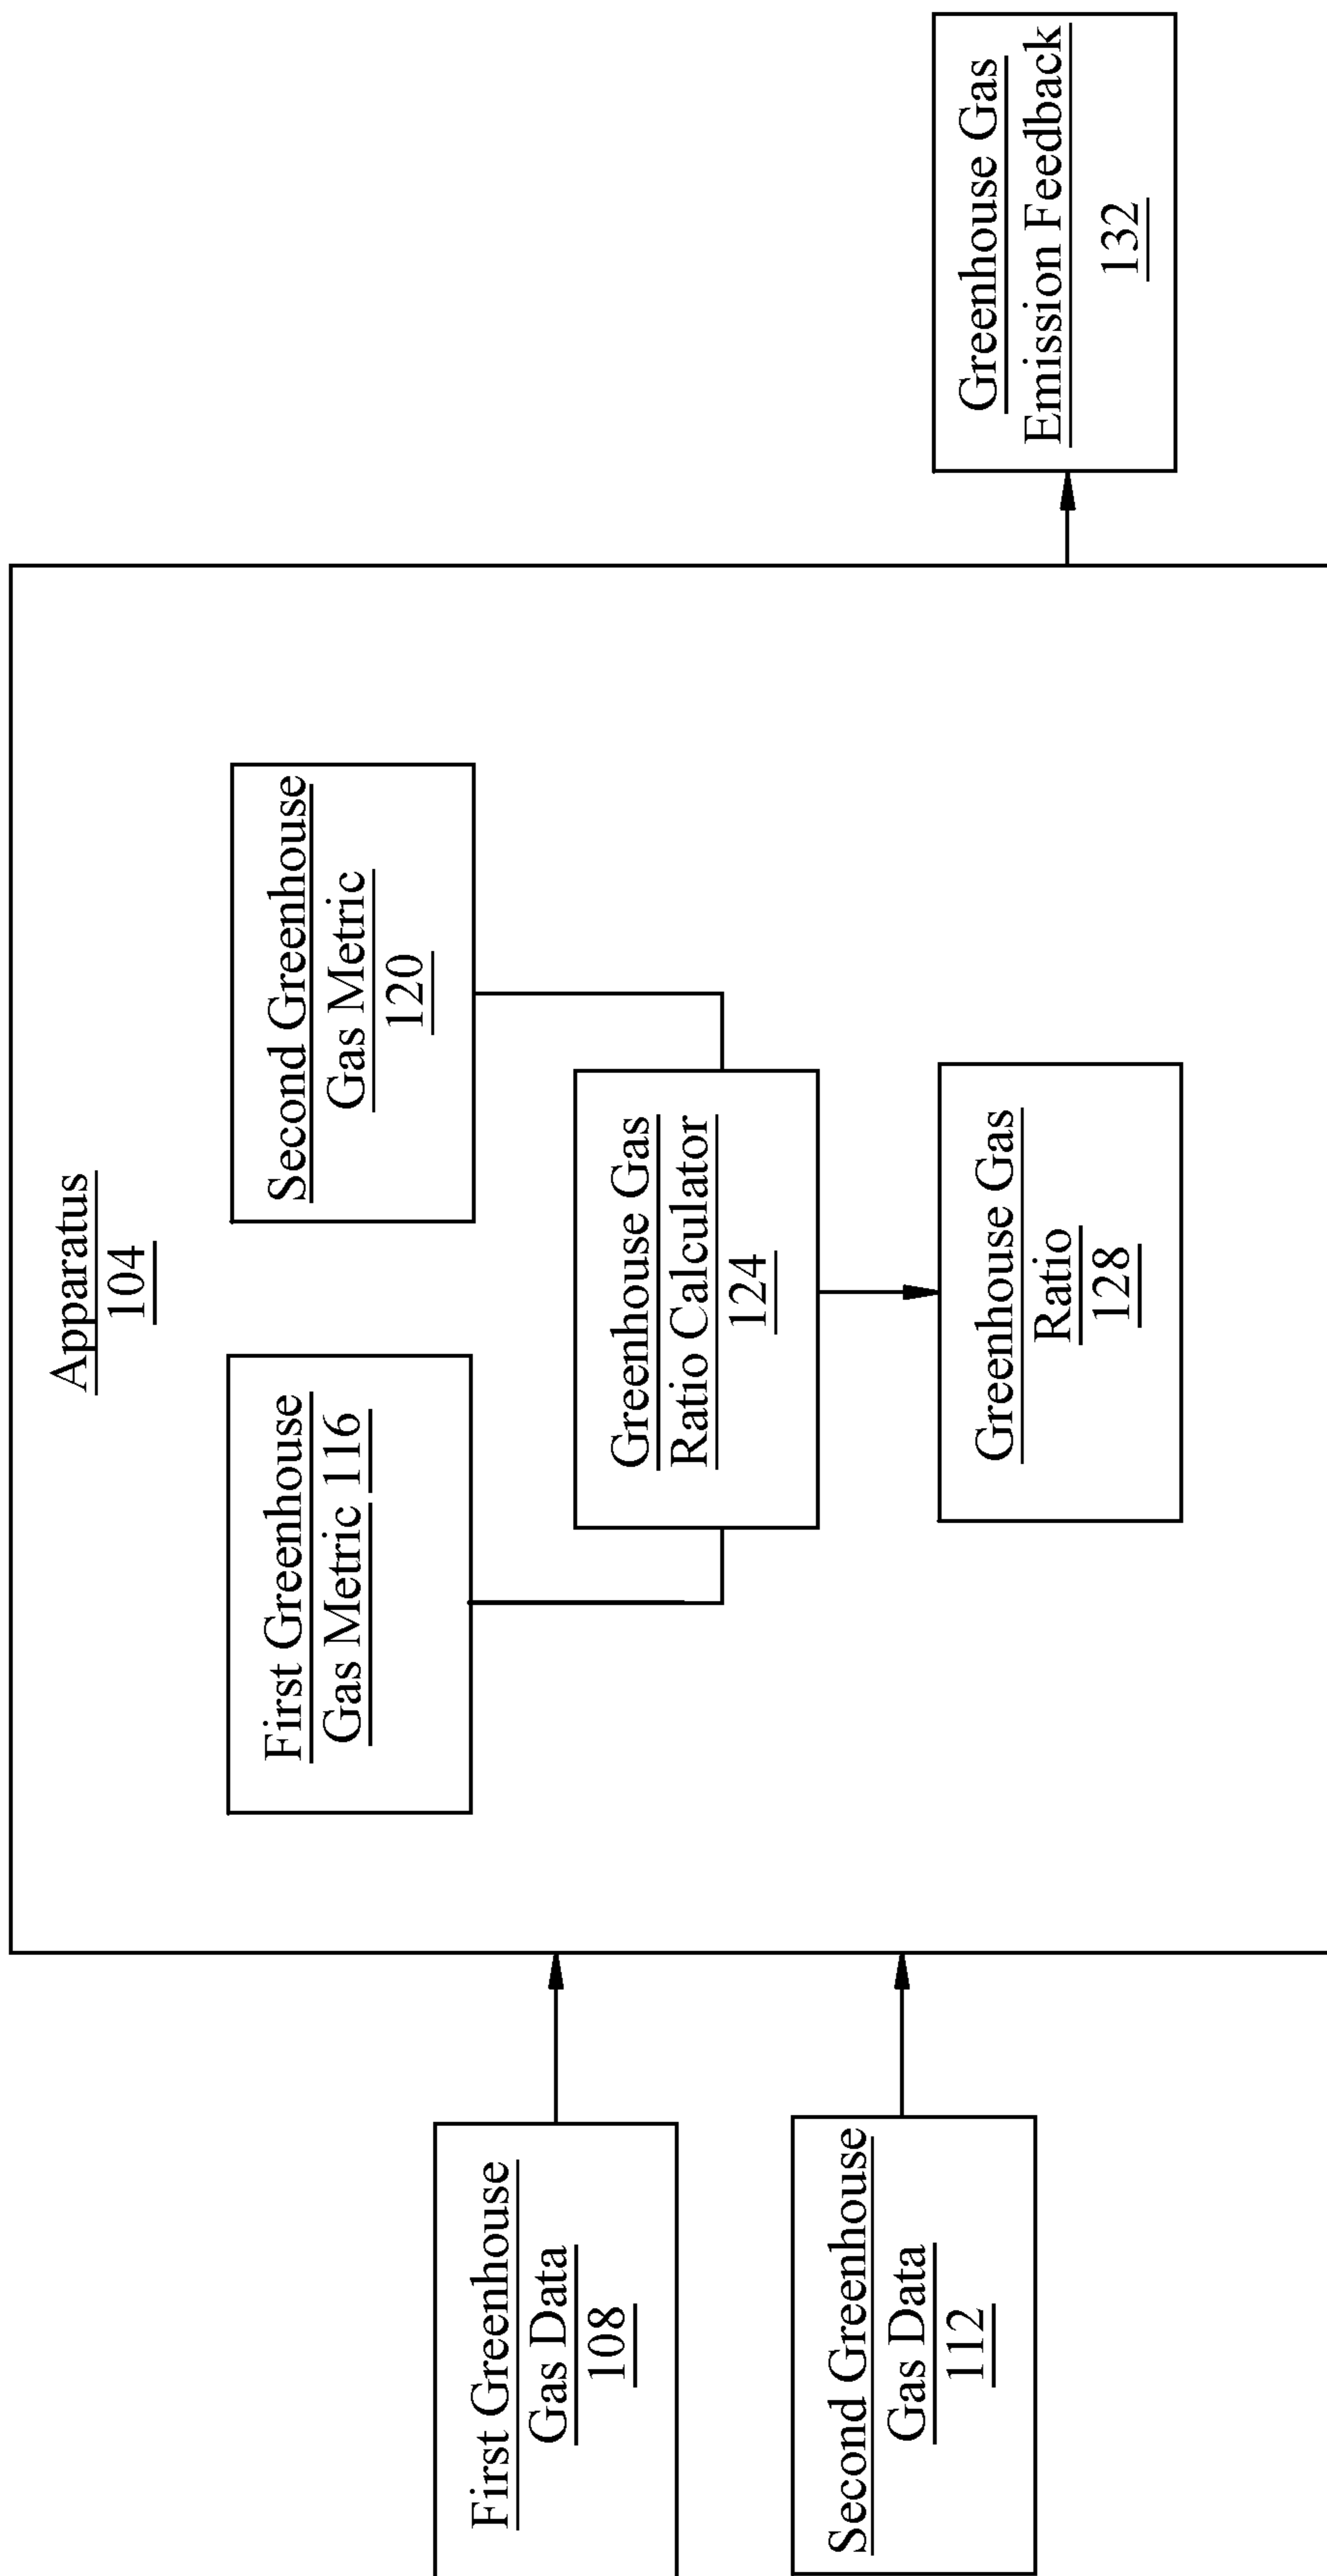 Apparatus
104
First Greenhouse
Gas Data
108
Second Greenhouse
Gas Data
112
First Greenhouse
Gas Metric 116
Second Greenhouse
Gas Metric
120
Greenhouse Gas
Ratio Calculator
124
Greenhouse Gas
Ratio
128
Greenhouse Gas
Emission Feedback
132